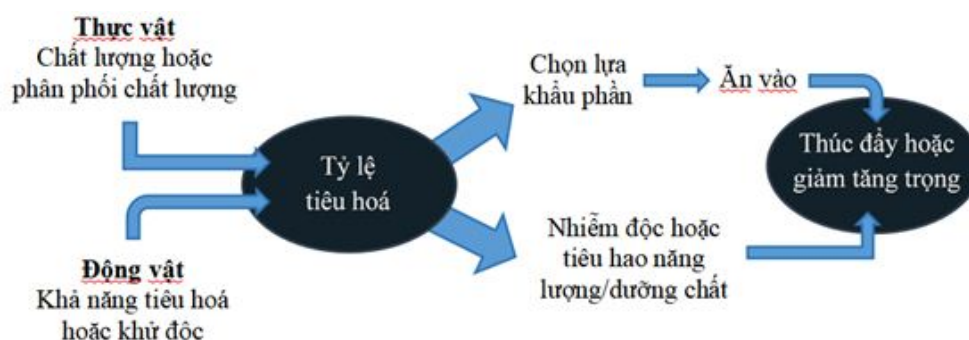 Thực vật
Chất lượng hoặc
phân phối chất lượng
Động vật
Khả năng tiêu hoá
hoặc khử độc
Tỷ lệ
tiêu hoá
Chọn lựa
khẩu phần
Ăn vào
Nhiễm độc hoặc
tiêu hao năng
lượng/dưỡng chất
Thúc đẩy hoặc
giảm tăng trọng